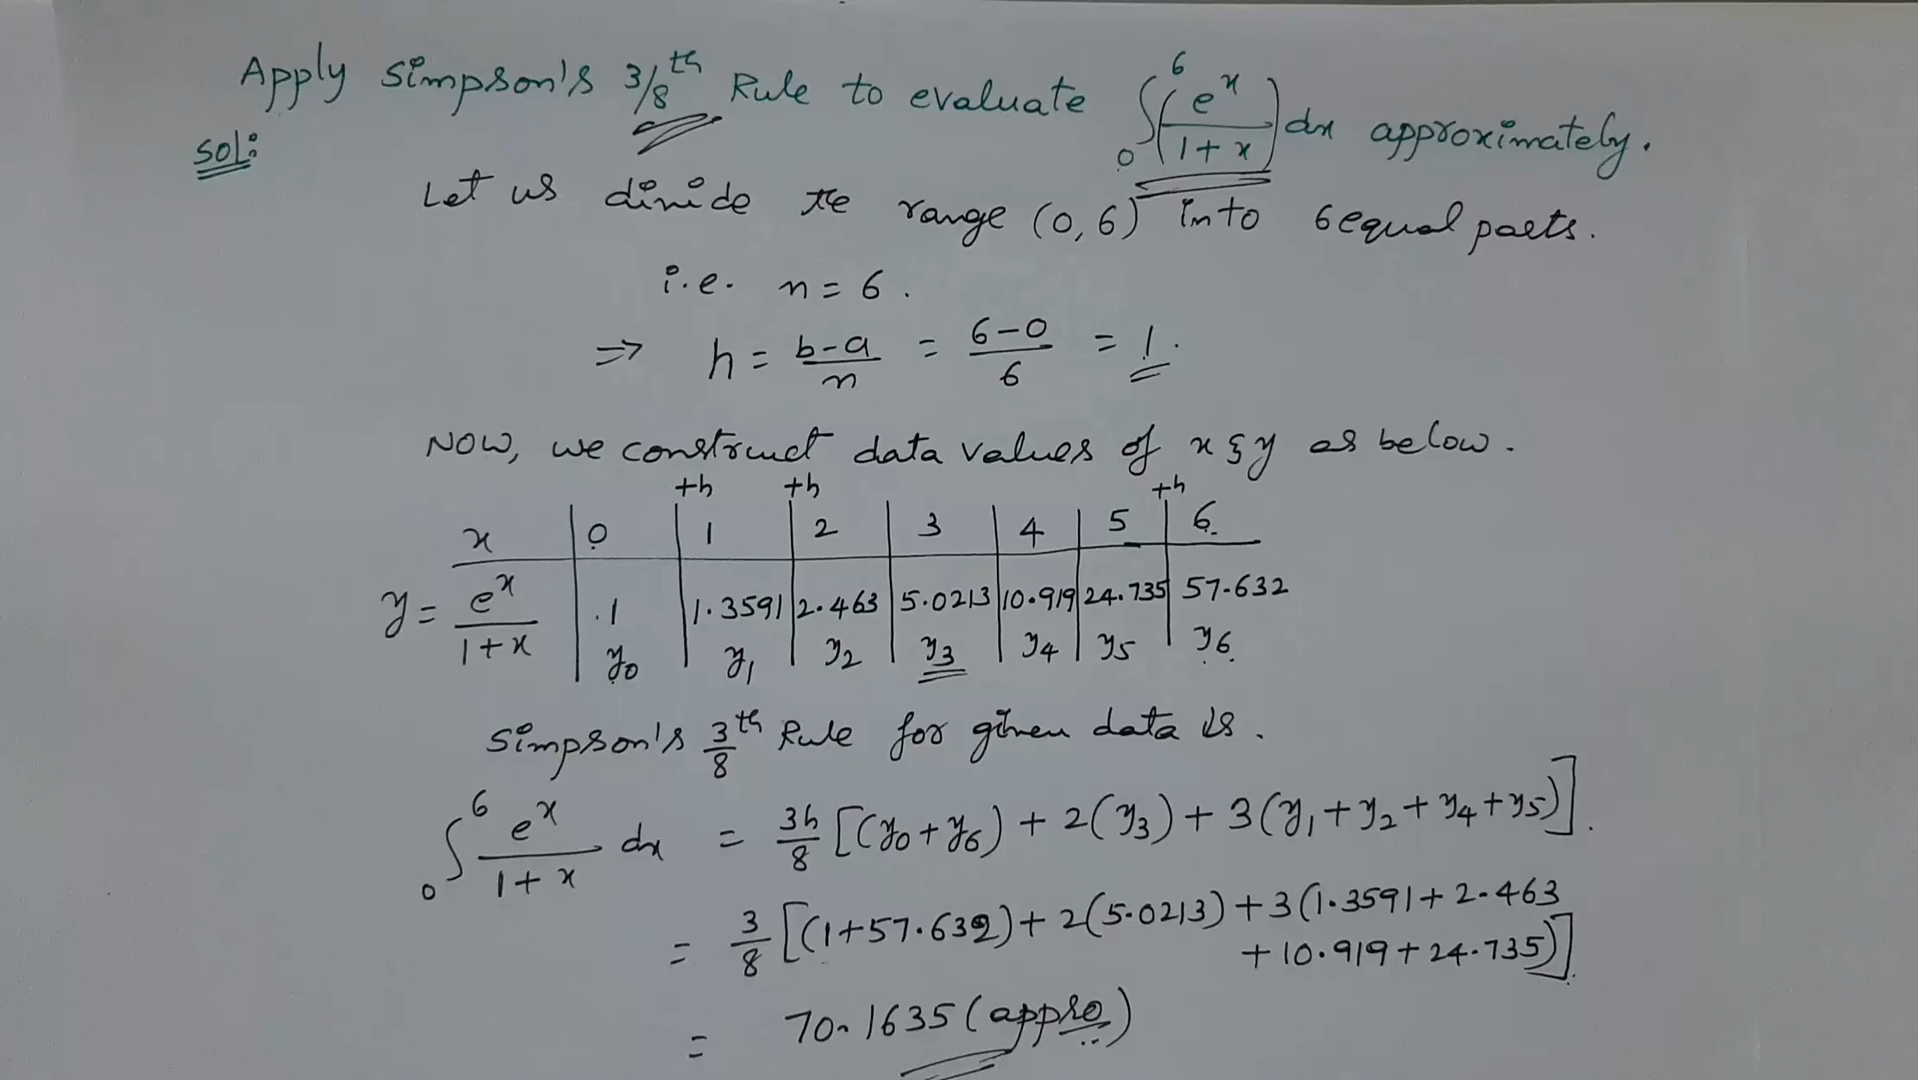 Apply Simpson's 3/8th Rule to evaluate ∫₀⁶ (eˣ/(1+x)) dx approximately.
Sol:
Let us divide the range (0,6) into 6 equal parts.
i.e. n = 6.
⇒ h = (b-a)/n = (6-0)/6 = 1.
Now, we construct data values of x & y as below.
+h +h +h
x | 0 | 1 | 2 | 3 | 4 | 5 | 6
y = eˣ/(1+x) | 1 | 1.3591 | 2.463 | 5.0213 | 10.919 | 24.735 | 57.632
y₀ y₁ y₂ y₃ y₄ y₅ y₆
Simpson's 3/8th Rule for given data is.
∫₀⁶ eˣ/(1+x) dx = 3h/8 [(y₀+y₆) + 2(y₃) + 3(y₁+y₂+y₄+y₅)].
= 3/8 [(1+57.632) + 2(5.0213) + 3(1.3591+2.463
+10.919+24.735)].
= 70.1635 (appro)